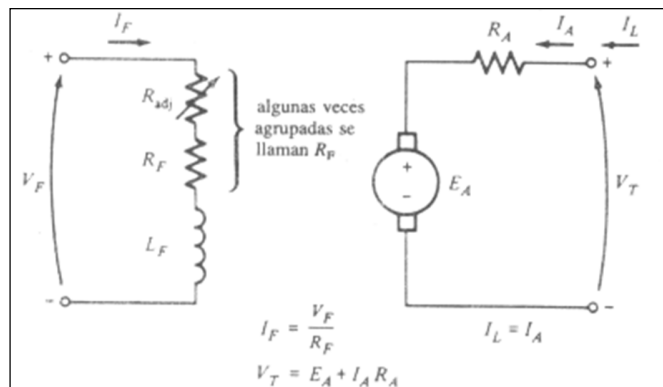 I_F
R_A
I_A
I_L
+
+
R_adj
algunas veces
agrupadas se
llaman R_F
R_F
+
E_A
V_F
V_T
-
L_F
-
-
I_F = V_F / R_F
I_L = I_A
V_T = E_A + I_A R_A